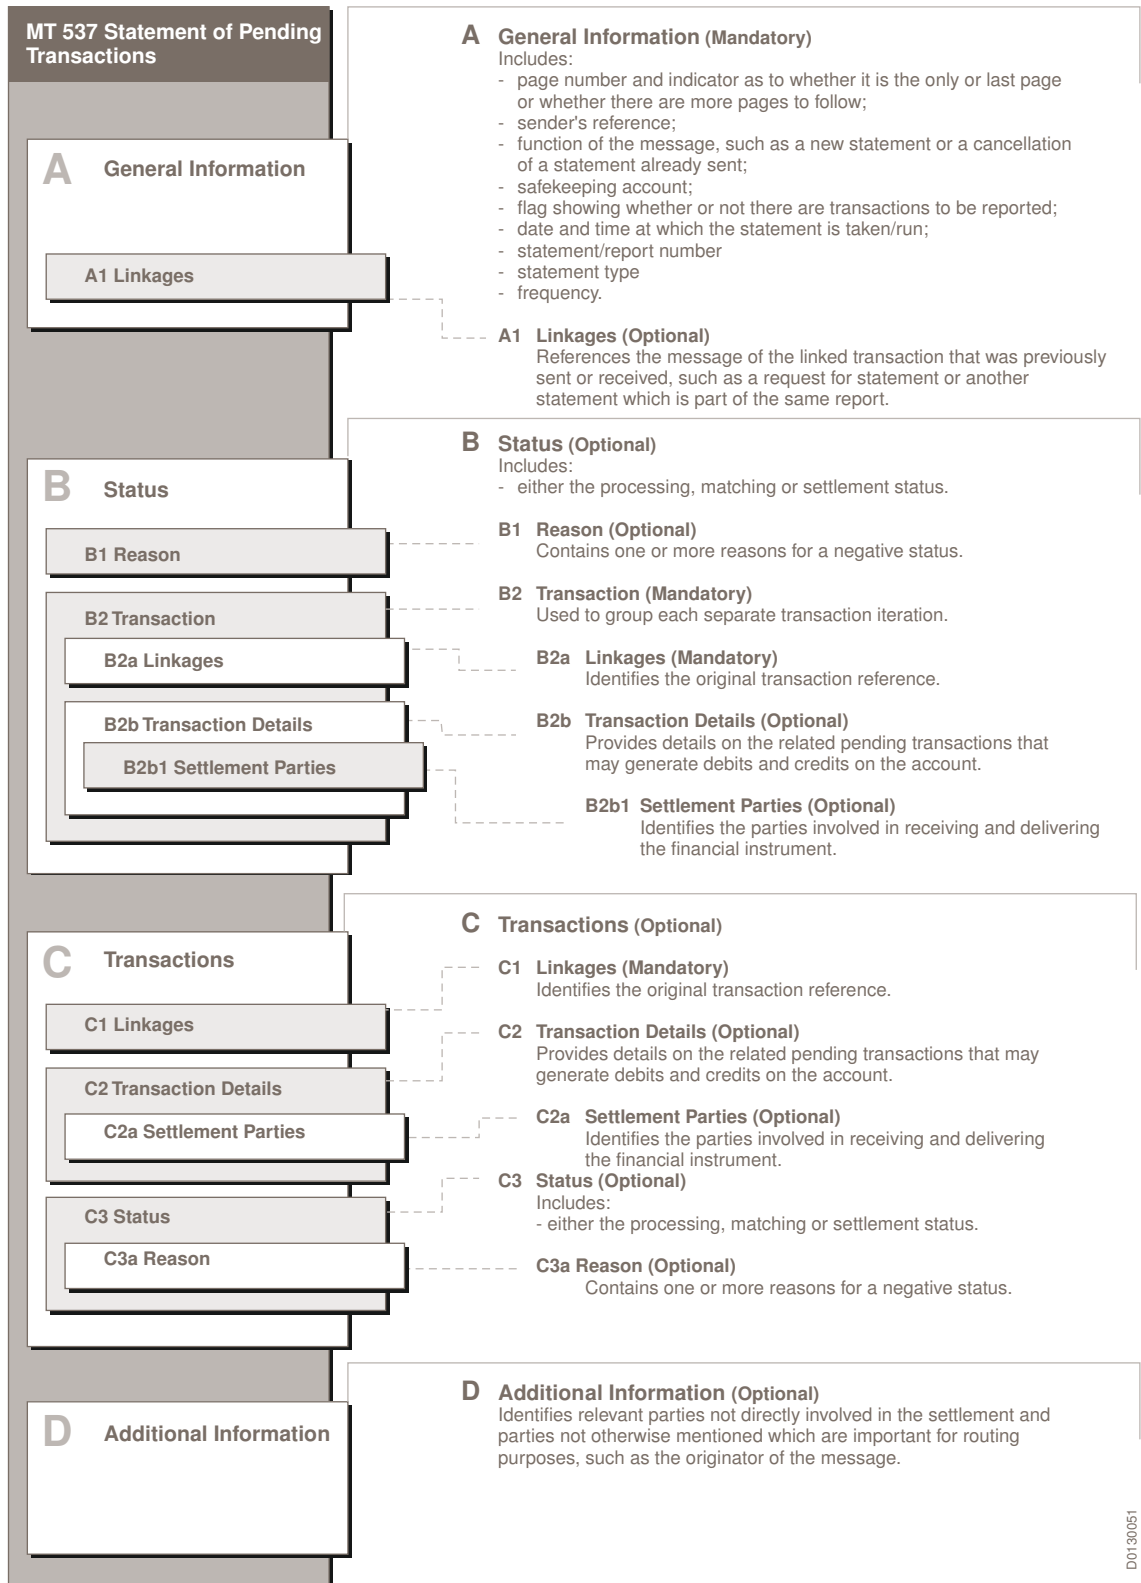 MT 537 Statement of Pending
Transactions
A General Information
A1 Linkages
A General Information (Mandatory)
Includes:
- page number and indicator as to whether it is the only or last page
or whether there are more pages to follow;
- sender's reference;
- function of the message, such as a new statement or a cancellation
of a statement already sent;
- safekeeping account;
- flag showing whether or not there are transactions to be reported;
- date and time at which the statement is taken/run;
- statement/report number
- statement type
- frequency.
A1 Linkages (Optional)
References the message of the linked transaction that was previously
sent or received, such as a request for statement or another
statement which is part of the same report.
B Status
B1 Reason
B2 Transaction
B2a Linkages
B2b Transaction Details
B2b1 Settlement Parties
B Status (Optional)
Includes:
- either the processing, matching or settlement status.
B1 Reason (Optional)
Contains one or more reasons for a negative status.
B2 Transaction (Mandatory)
Used to group each separate transaction iteration.
B2a Linkages (Mandatory)
Identifies the original transaction reference.
B2b Transaction Details (Optional)
Provides details on the related pending transactions that
may generate debits and credits on the account.
B2b1 Settlement Parties (Optional)
Identifies the parties involved in receiving and delivering
the financial instrument.
C Transactions
C1 Linkages
C2 Transaction Details
C2a Settlement Parties
C3 Status
C3a Reason
C Transactions (Optional)
C1 Linkages (Mandatory)
Identifies the original transaction reference.
C2 Transaction Details (Optional)
Provides details on the related pending transactions that may
generate debits and credits on the account.
C2a Settlement Parties (Optional)
Identifies the parties involved in receiving and delivering
the financial instrument.
C3 Status (Optional)
Includes:
- either the processing, matching or settlement status.
C3a Reason (Optional)
Contains one or more reasons for a negative status.
D Additional Information
D Additional Information (Optional)
Identifies relevant parties not directly involved in the settlement and
parties not otherwise mentioned which are important for routing
purposes, such as the originator of the message.
D0130051